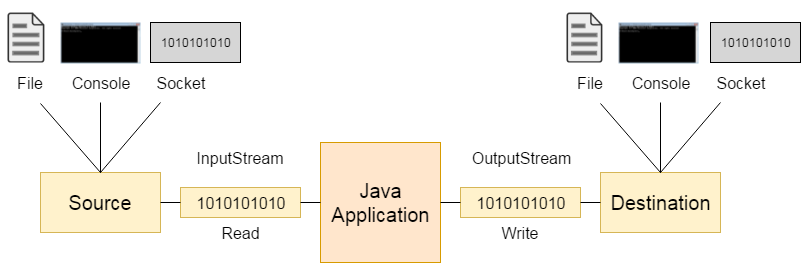 1010101010
1010101010
File Console Socket
File Console Socket
InputStream
OutputStream
Source
1010101010
Java
Application
1010101010
Destination
Read
Write